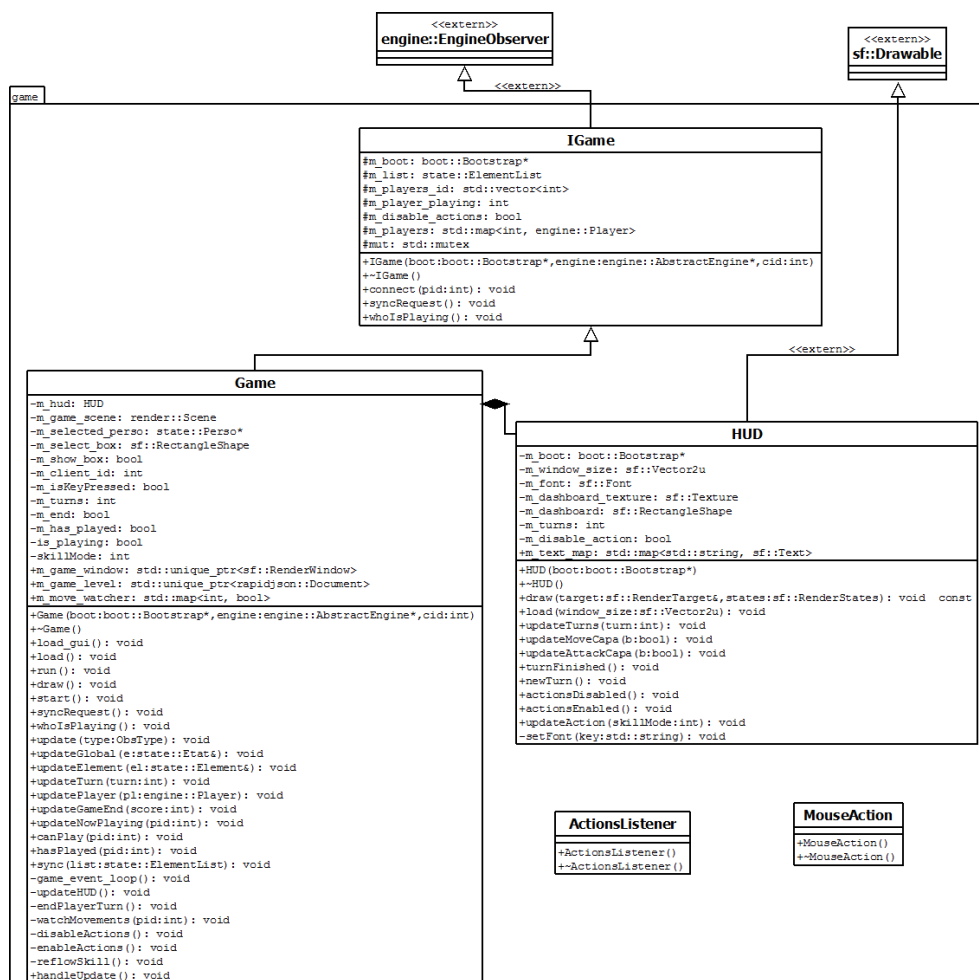 <<extern>>
engine::EngineObserver
<<extern>>
sf::Drawable
<<extern>>
game
IGame
#m_boot: boot::Bootstrap*
#m_list: state::ElementList
#m_players_id: std::vector<int>
#m_player_playing: int
#m_disable_actions: bool
#m_players: std::map<int, engine::Player>
#mut: std::mutex
+IGame(boot:boot::Bootstrap*,engine:engine::AbstractEngine*,cid:int)
+~IGame()
+connect(pid:int): void
+syncRequest(): void
+whoIsPlaying(): void
<<extern>>
Game
-m_hud: HUD
-m_game_scene: render::Scene
-m_selected_perso: state::Perso*
-m_select_box: sf::RectangleShape
-m_show_box: bool
-m_client_id: int
-m_isKeyPressed: bool
-m_turns: int
-m_end: bool
-m_has_played: bool
-is_playing: bool
-skillMode: int
+m_game_window: std::unique_ptr<sf::RenderWindow>
+m_game_level: std::unique_ptr<rapidjson::Document>
+m_move_watcher: std::map<int, bool>
+Game(boot:boot::Bootstrap*,engine:engine::AbstractEngine*,cid:int)
+~Game()
+load_gui(): void
+load(): void
+run(): void
+draw(): void
+start(): void
+syncRequest(): void
+whoIsPlaying(): void
+update(type:ObsType): void
+updateGlobal(e:state::Etat&): void
+updateElement(el:state::Element&): void
+updateTurn(turn:int): void
+updatePlayer(pl:engine::Player): void
+updateGameEnd(score:int): void
+updateNowPlaying(pid:int): void
+canPlay(pid:int): void
+hasPlayed(pid:int): void
+sync(list:state::ElementList): void
-game_event_loop(): void
-updateHUD(): void
-endPlayerTurn(): void
-watchMovements(pid:int): void
-disableActions(): void
-enableActions(): void
-reflowSkill(): void
+handleUpdate(): void
HUD
-m_boot: boot::Bootstrap*
-m_window_size: sf::Vector2u
-m_font: sf::Font
-m_dashboard_texture: sf::Texture
-m_dashboard: sf::RectangleShape
-m_turns: int
-m_disable_action: bool
+m_text_map: std::map<std::string, sf::Text>
+HUD(boot:boot::Bootstrap*)
+~HUD()
+draw(target:sf::RenderTarget&,states:sf::RenderStates): void const
+load(window_size:sf::Vector2u): void
+updateTurns(turn:int): void
+updateMoveCapa(b:bool): void
+updateAttackCapa(b:bool): void
+turnFinished(): void
+newTurn(): void
+actionsDisabled(): void
+actionsEnabled(): void
+updateAction(skillMode:int): void
-setFont(key:std::string): void
ActionsListener
+ActionsListener()
+~ActionsListener()
MouseAction
+MouseAction()
+~MouseAction()